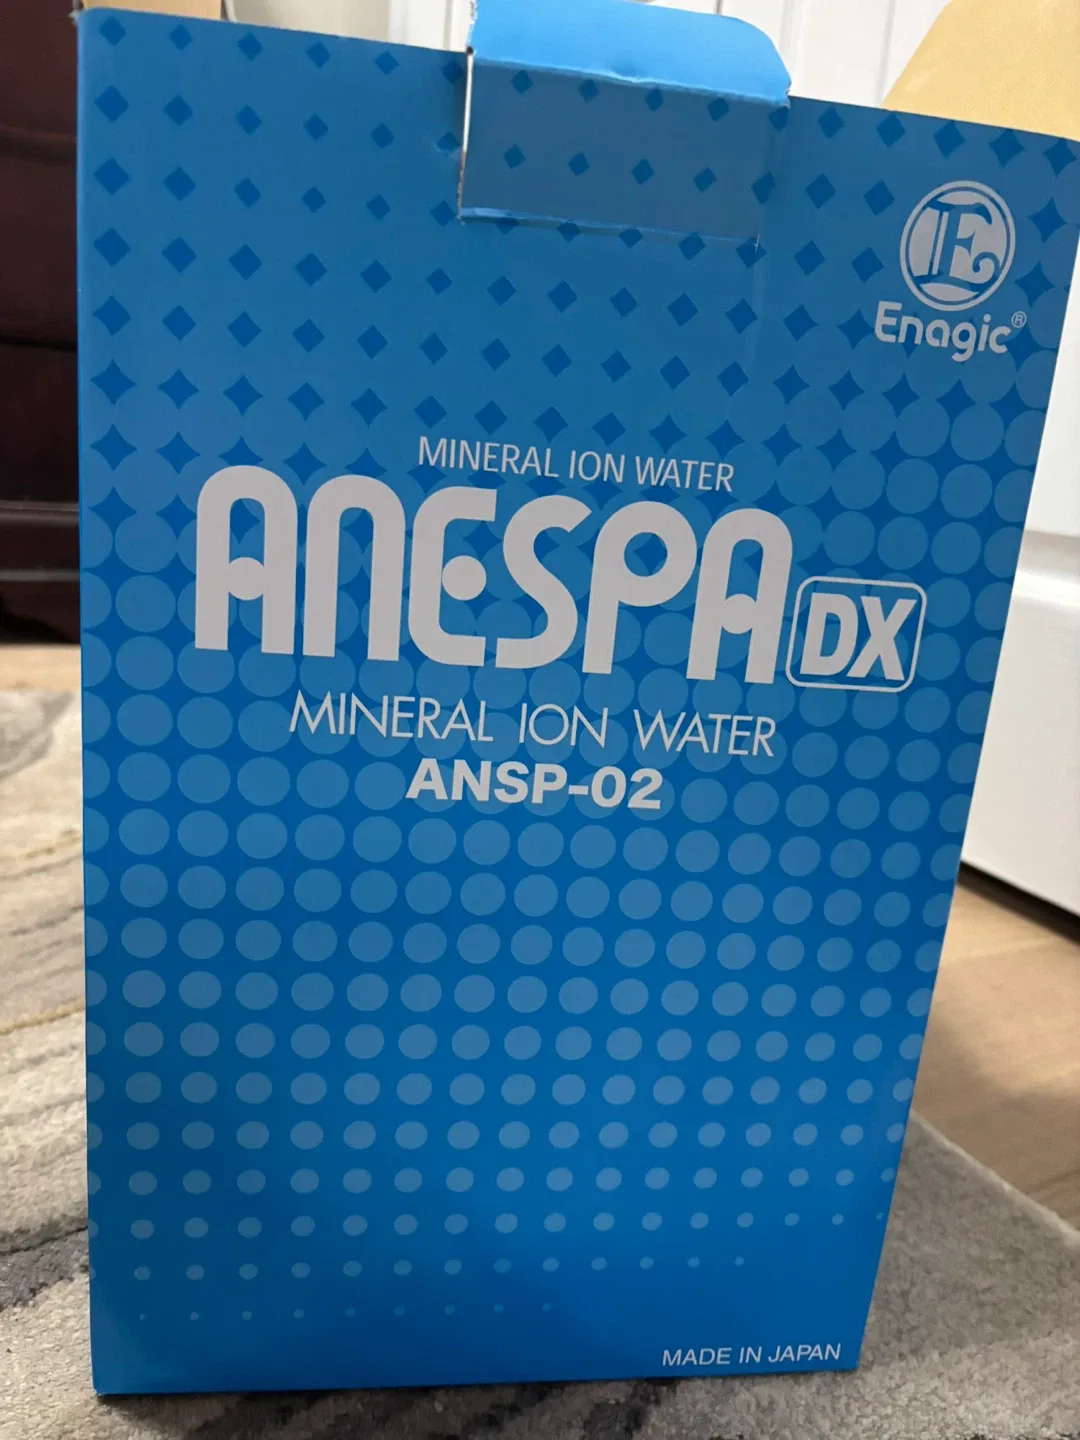 E
Enagic®
MINERAL ION WATER
ANESPA DX
MINERAL ION WATER
ANSP-02
MADE IN JAPAN